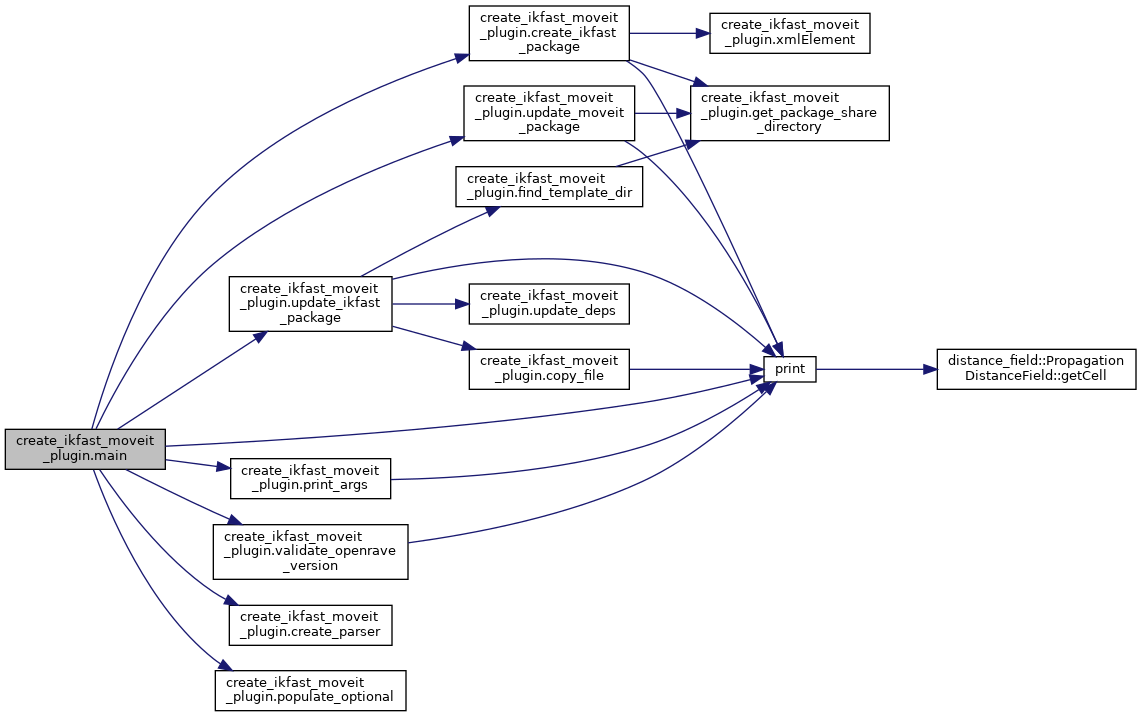 create_ikfast_moveit
_plugin.create_ikfast
_package
create_ikfast_moveit
_plugin.xmlElement
create_ikfast_moveit
_plugin.update_moveit
_package
create_ikfast_moveit
_plugin.get_package_share
_directory
create_ikfast_moveit
_plugin.find_template_dir
create_ikfast_moveit
_plugin.update_ikfast
_package
create_ikfast_moveit
_plugin.update_deps
create_ikfast_moveit
_plugin.copy_file
print
distance_field::Propagation
DistanceField::getCell
create_ikfast_moveit
_plugin.main
create_ikfast_moveit
_plugin.print_args
create_ikfast_moveit
_plugin.validate_openrave
_version
create_ikfast_moveit
_plugin.create_parser
create_ikfast_moveit
_plugin.populate_optional